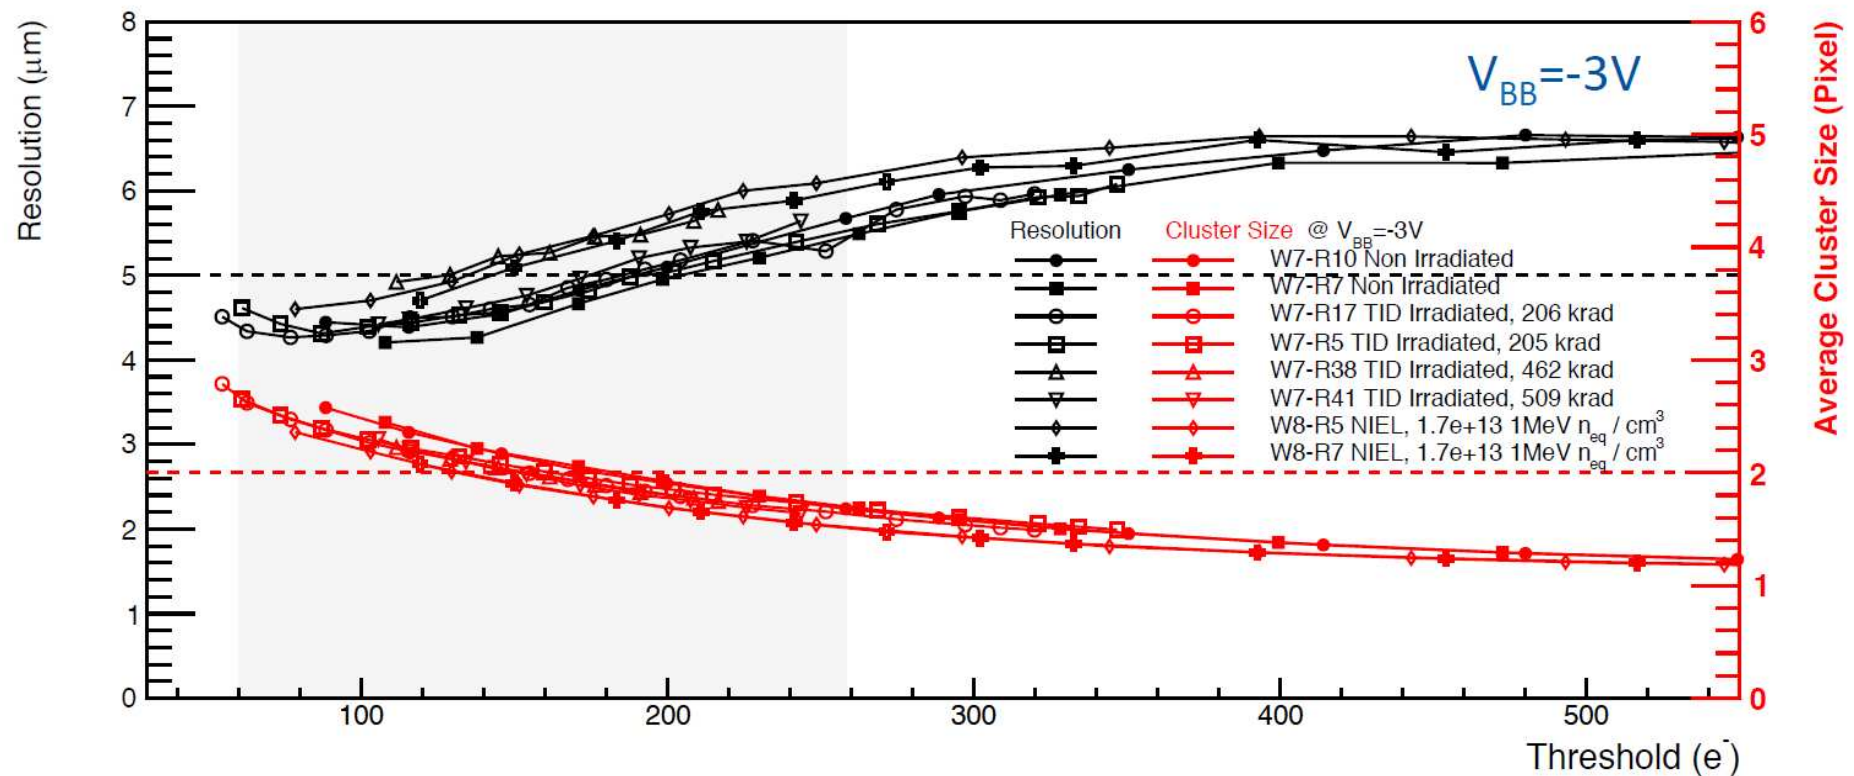 8
7
6
5
4
3
2
1
0
Resolution (μm)
V_BB=-3V
6
5
4
3
2
1
0
Average Cluster Size (Pixel)
Resolution Cluster Size @ V_BB=-3V
W7-R10 Non Irradiated
W7-R7 Non Irradiated
W7-R17 TID Irradiated, 206 krad
W7-R5 TID Irradiated, 205 krad
W7-R38 TID Irradiated, 462 krad
W7-R41 TID Irradiated, 509 krad
W8-R5 NIEL, 1.7e+13 1MeV n_eq / cm³
W8-R7 NIEL, 1.7e+13 1MeV n_eq / cm³
100 200 300 400 500
Threshold (e⁻)